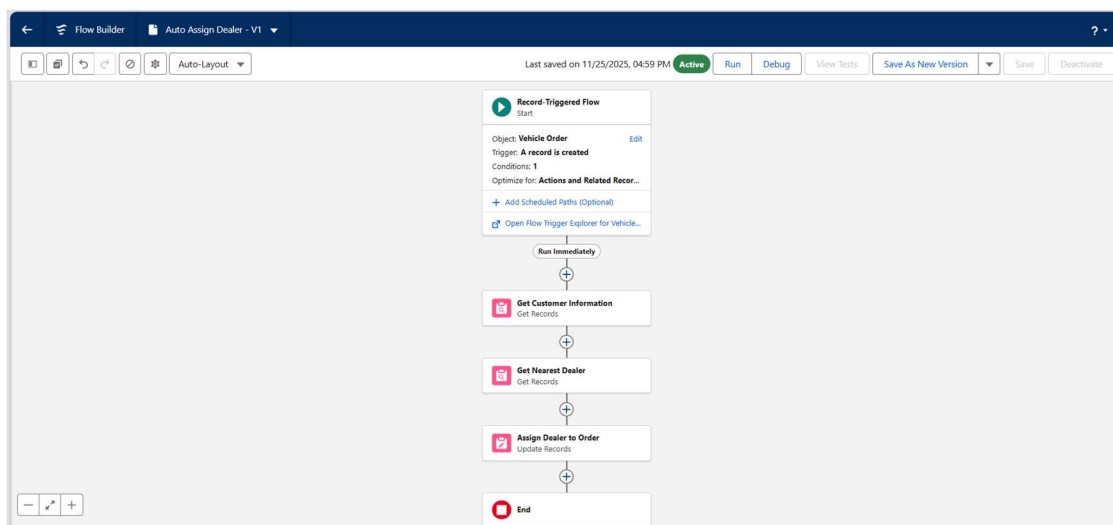 Flow Builder
Auto Assign Dealer - V1
?
Auto-Layout
Last saved on 11/25/2025, 04:59 PM
Active
Run
Debug
View Tests
Save As New Version
Save
Deactivate
Record-Triggered Flow
Start
Object: Vehicle Order
Edit
Trigger: A record is created
Conditions: 1
Optimize for: Actions and Related Recor...
+ Add Scheduled Paths (Optional)
Open Flow Trigger Explorer for Vehicle...
Run Immediately
Get Customer Information
Get Records
Get Nearest Dealer
Get Records
Assign Dealer to Order
Update Records
End